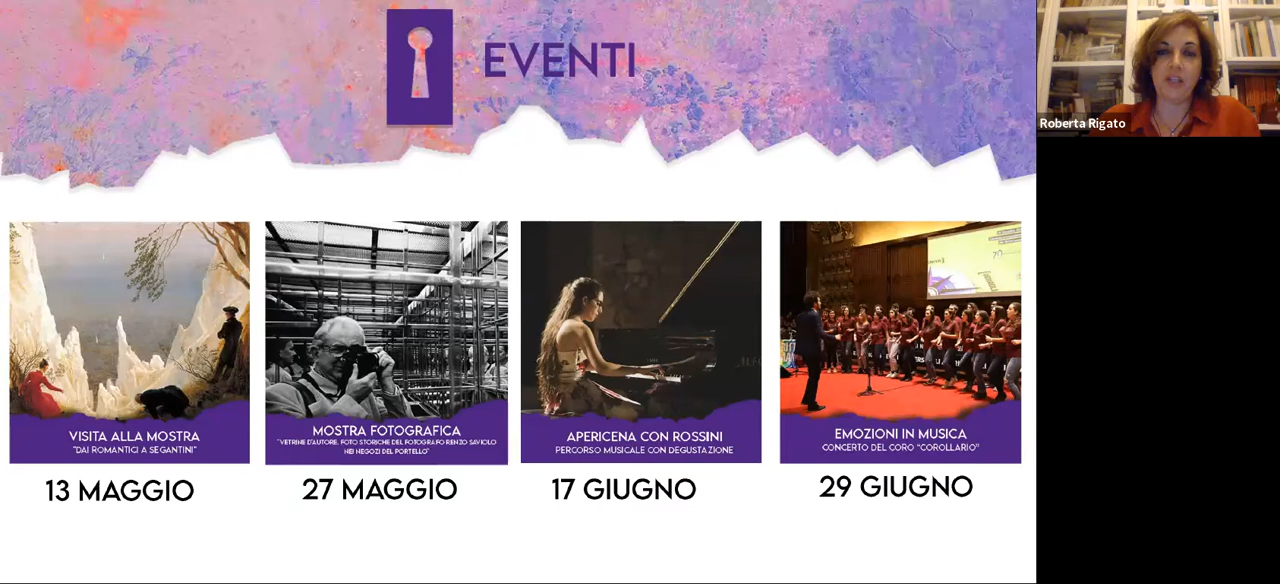 EVENTI
Roberta Rigato
VISITA ALLA MOSTRA
"DAI ROMANTICI A SEGANTINI"
13 MAGGIO
MOSTRA FOTOGRAFICA
"VETRINE D'AUTORE. FOTO STORICHE DEL FOTOGRAFO RENZO SAVIOLO
NEI NEGOZI DEL PORTELLO"
27 MAGGIO
APERICENA CON ROSSINI
PERCORSO MUSICALE CON DEGUSTAZIONE
17 GIUGNO
EMOZIONI IN MUSICA
CONCERTO DEL CORO "COROLLARIO"
29 GIUGNO